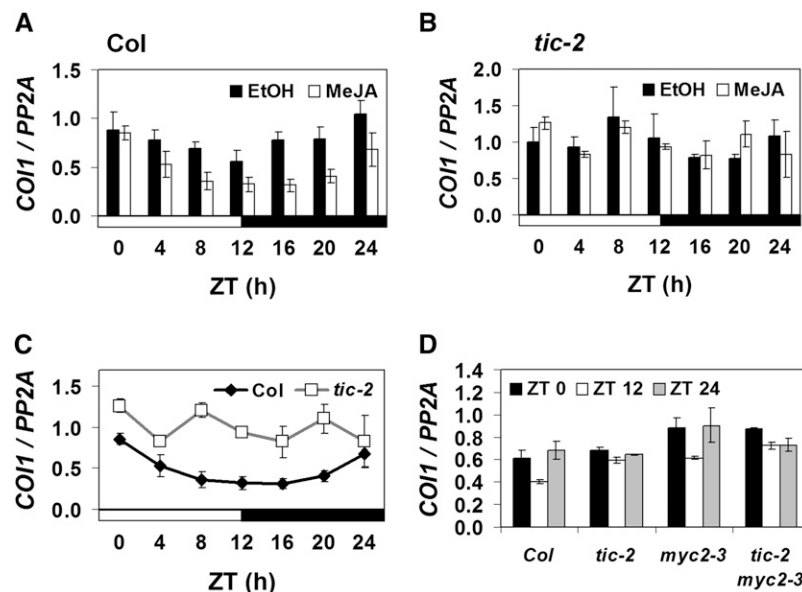 A
Col
COI1 / PP2A
1.5
1.0
0.5
0.0
EtOH MeJA
0 4 8 12 16 20 24
ZT (h)
B
tic-2
COI1 / PP2A
2.0
1.5
1.0
0.5
0.0
EtOH MeJA
0 4 8 12 16 20 24
ZT (h)
C
COI1 / PP2A
1.5
1.0
0.5
0.0
Col tic-2
0 4 8 12 16 20 24
ZT (h)
D
COI1 / PP2A
1.4
1.2
1.0
0.8
0.6
0.4
0.2
0.0
ZT 0 ZT 12 ZT 24
Col tic-2 myc2-3 tic-2
myc2-3